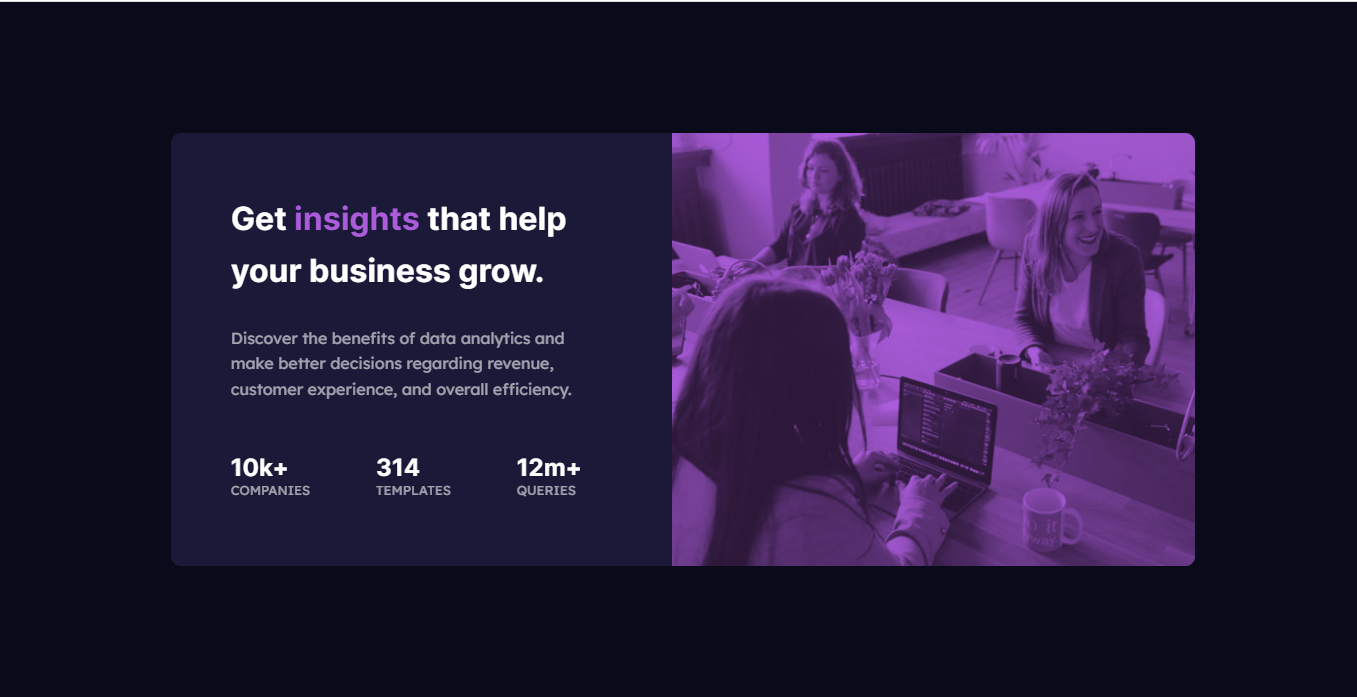 Get insights that help
your business grow.
Discover the benefits of data analytics and
make better decisions regarding revenue,
customer experience, and overall efficiency.
10k+ 314 12m+
COMPANIES TEMPLATES QUERIES